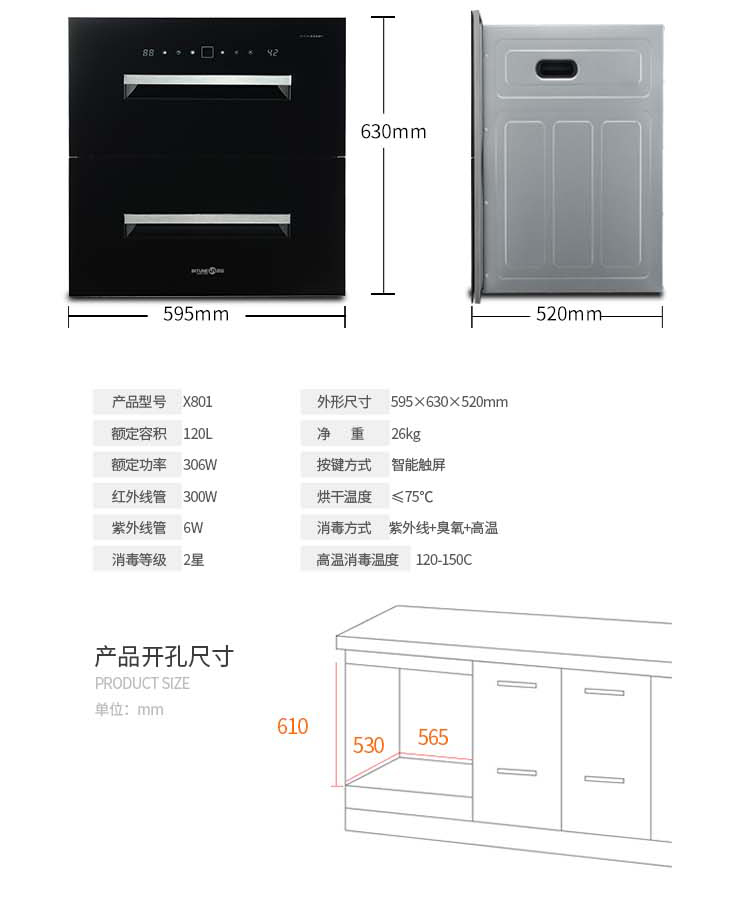 88
42
630mm
595mm
520mm
产品型号 X801
外形尺寸 595×630×520mm
额定容积 120L
净 重 26kg
额定功率 306W
按键方式 智能触屏
红外线管 300W
烘干温度 ≤75℃
紫外线管 6W
消毒方式 紫外线+臭氧+高温
消毒等级 2星
高温消毒温度 120-150C
产品开孔尺寸
PRODUCT SIZE
单位：mm
610
530
565